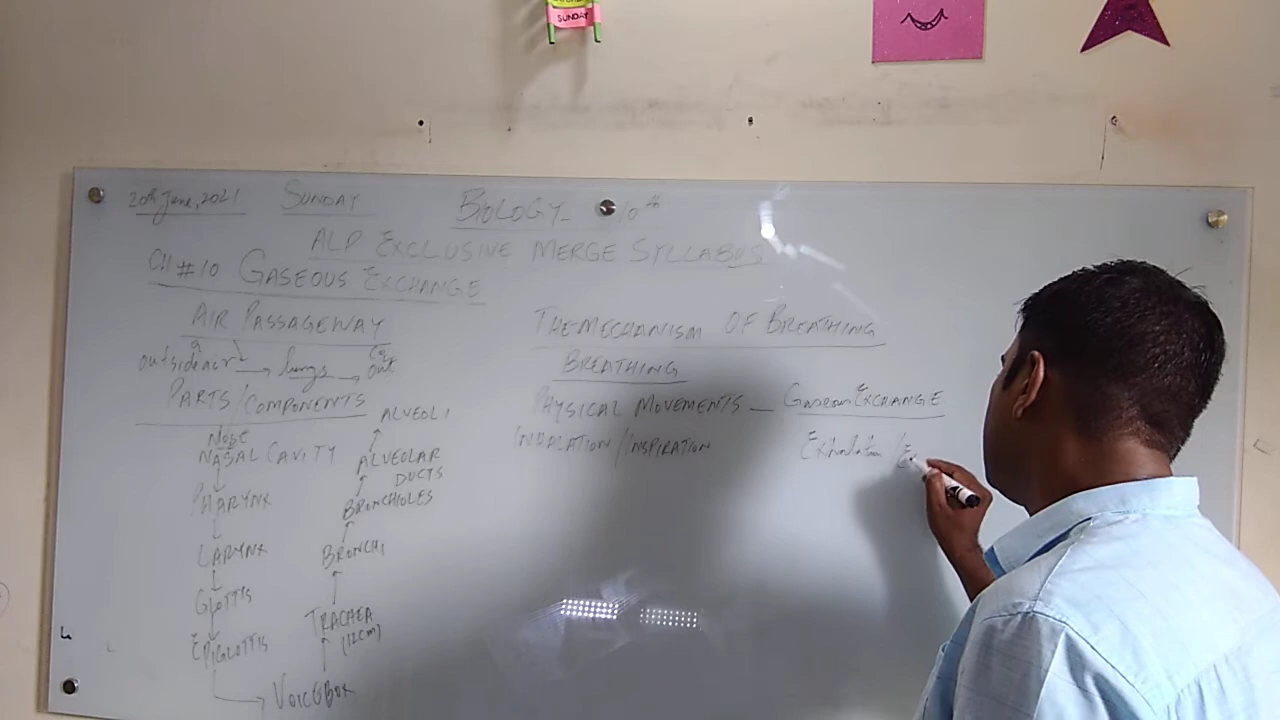 SUNDAY
20th June, 2021 SUNDAY BIOLOGY- 10th
ALP EXCLUSIVE MERGE SYLLABUS
CH #10 GASEOUS EXCHANGE
AIR PASSAGEWAY
outside air → lungs → out
PARTS/COMPONENTS
NOSE
NASAL CAVITY
PHARYNX
LARYNX
GLOTTIS
EPIGLOTTIS
VOICEBOX
TRACHEA
(12cm)
BRONCHI
BRONCHIOLES
ALVEOLAR
DUCTS
ALVEOLI
THE MECHANISM OF BREATHING
BREATHING
PHYSICAL MOVEMENTS - Gaseous EXCHANGE
INHALATION/INSPIRATION
Exhalation / E